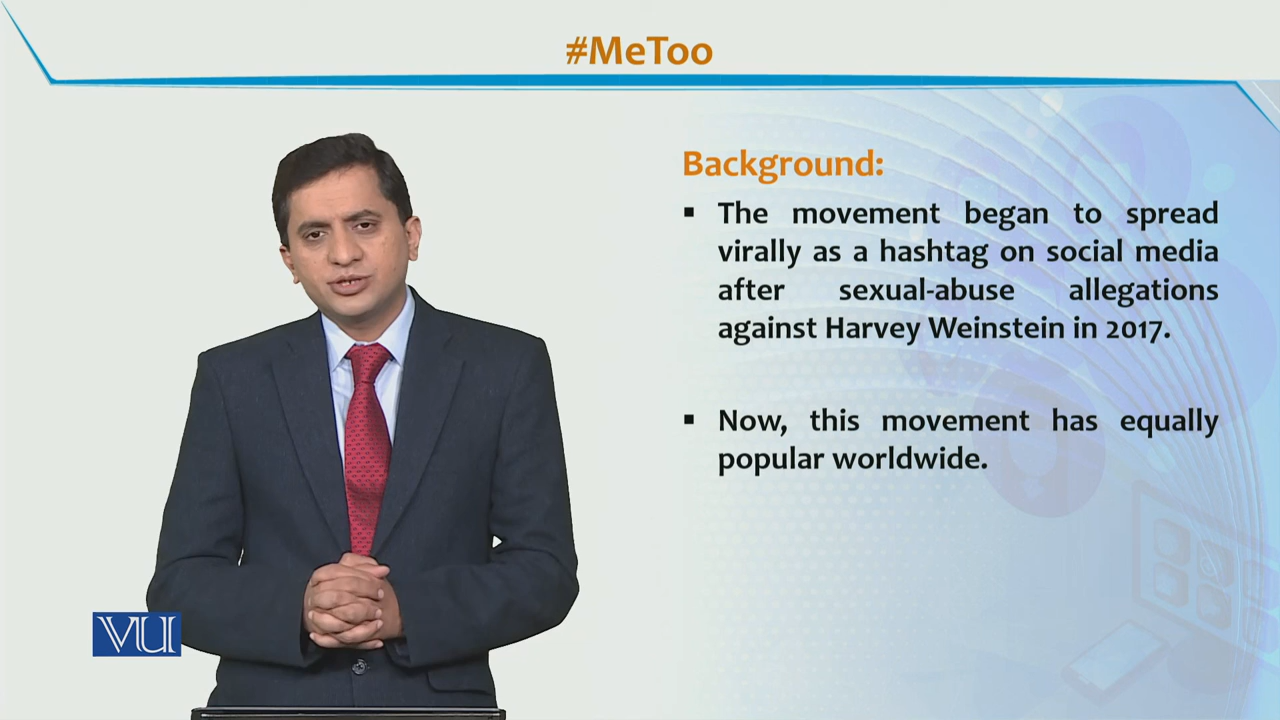 #MeToo
Background:
▪ The movement began to spread
virally as a hashtag on social media
after sexual-abuse allegations
against Harvey Weinstein in 2017.
▪ Now, this movement has equally
popular worldwide.
VU